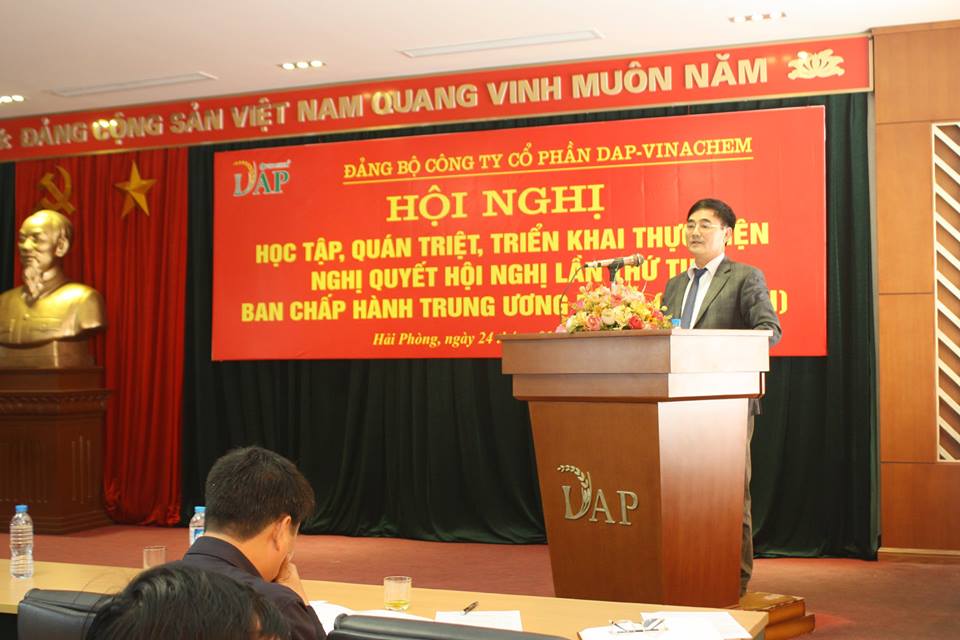 ĐẢNG CỘNG SẢN VIỆT NAM QUANG VINH MUÔN NĂM
DAP
ĐẢNG BỘ CÔNG TY CỔ PHẦN DAP-VINACHEM
HỘI NGHỊ
HỌC TẬP, QUÁN TRIỆT, TRIỂN KHAI
NGHỊ QUYẾT HỘI NGHỊ LẦN THỨ
BAN CHẤP HÀNH TRUNG ƯƠNG
Hải Phòng, ngày 24
DAP